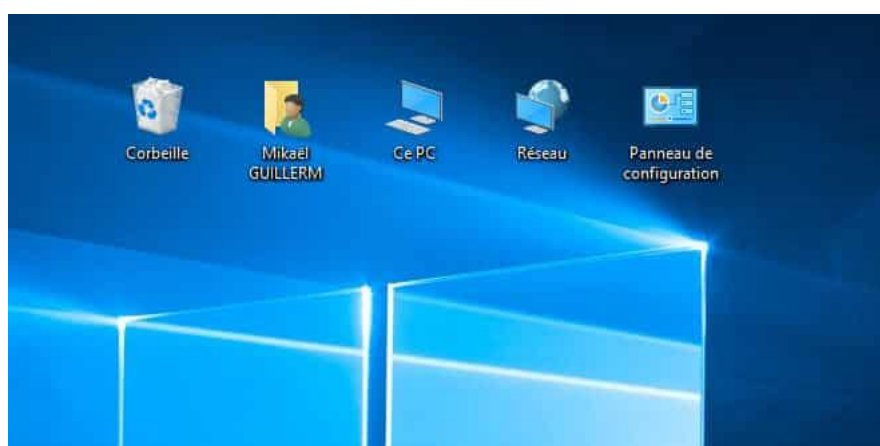 Corbeille
Mikaël
GUILLERM
Ce PC
Réseau
Panneau de
configuration